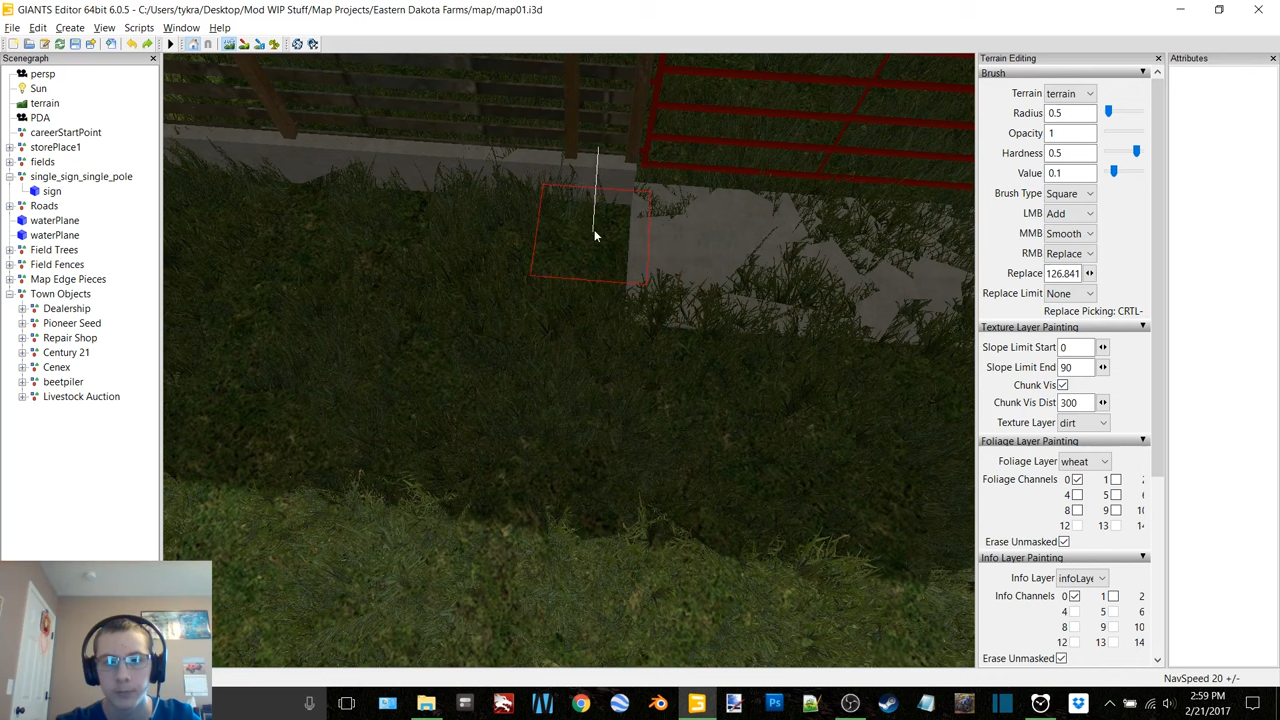 GIANTS Editor 64bit 6.0.5 - C:/Users/tykra/Desktop/Mod WIP Stuff/Map Projects/Eastern Dakota Farms/map/map01.i3d
File Edit Create View Scripts Window Help
Scenegraph
persp
Sun
terrain
PDA
careerStartPoint
storePlace1
fields
single_sign_single_pole
sign
Roads
waterPlane
waterPlane
Field Trees
Field Fences
Map Edge Pieces
Town Objects
Dealership
Pioneer Seed
Repair Shop
Century 21
Cenex
beetpiler
Livestock Auction
Terrain Editing
Brush
Terrain terrain
Radius 0.5
Opacity 1
Hardness 0.5
Value 0.1
Brush Type Square
LMB Add
MMB Smooth
RMB Replace
Replace 126.841
Replace Limit None
Replace Picking: CRTL-
Texture Layer Painting
Slope Limit Start 0
Slope Limit End 90
Chunk Vis
Chunk Vis Dist 300
Texture Layer dirt
Foliage Layer Painting
Foliage Layer wheat
Foliage Channels 0 1 2
4 5
8 9 10
12 13 14
Erase Unmasked
Info Layer Painting
Info Layer infoLaye
Info Channels 0 1 2
4 5 6
8 9 10
12 13 14
Erase Unmasked
Attributes
NavSpeed 20 +/-
2:59 PM
2/21/2017